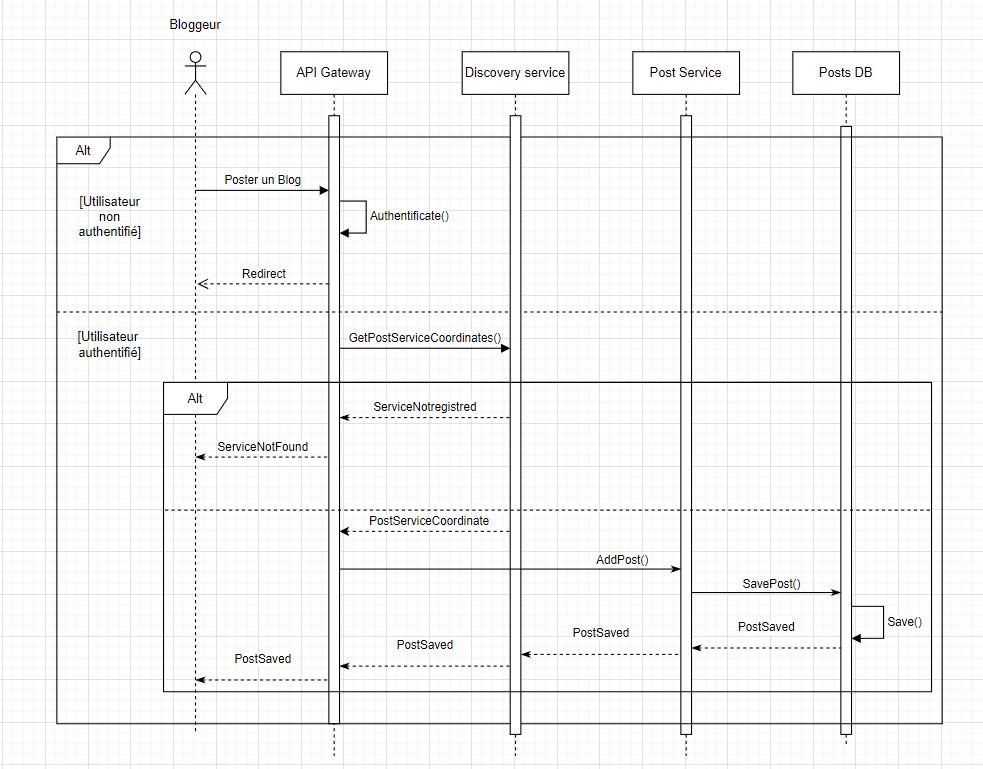 Bloggeur
API Gateway
Discovery service
Post Service
Posts DB
Alt
Poster un Blog
[Utilisateur
non
authentifié]
Authentificate()
Redirect
[Utilisateur
authentifié]
GetPostServiceCoordinates()
Alt
ServiceNotregistred
ServiceNotFound
PostServiceCoordinate
AddPost()
SavePost()
Save()
PostSaved
PostSaved
PostSaved
PostSaved